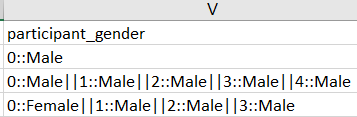 V
participant_gender
0::Male
0::Male||1::Male||2::Male||3::Male||4::Male
0::Female||1::Male||2::Male||3::Male